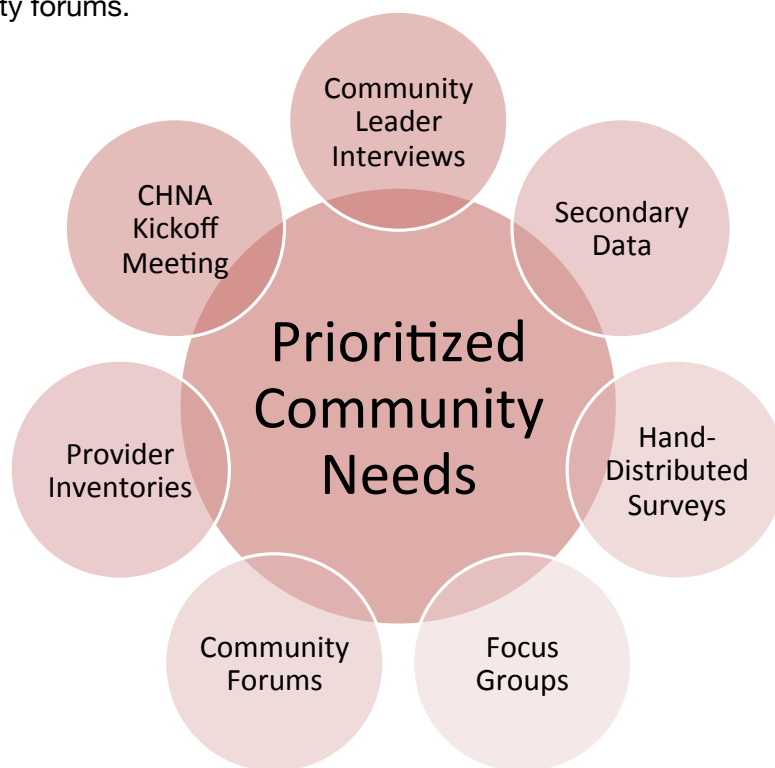 ty forums.
Community
Leader
Interviews
CHNA
Kickoff
Meeting
Secondary
Data
Prioritized
Community
Needs
Provider
Inventories
Hand-
Distributed
Surveys
Community
Forums
Focus
Groups